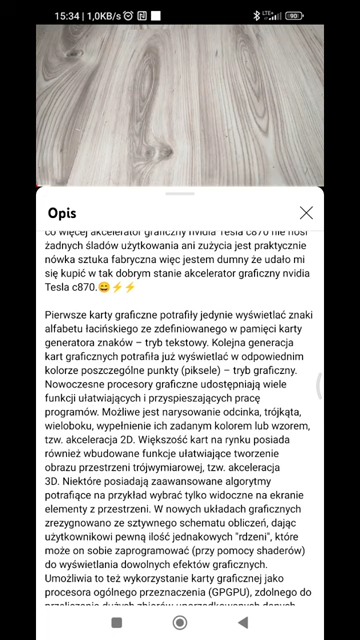 15:34 | 1,0KB/s
LTE+
90
Opis
co więcej akcelerator graficzny nvidia Tesla c870 nie nosi
żadnych śladów użytkowania ani zużycia jest praktycznie
nówka sztuka fabryczna więc jestem dumny że udało mi
się kupić w tak dobrym stanie akcelerator graficzny nvidia
Tesla c870.😄⚡⚡
Pierwsze karty graficzne potrafiły jedynie wyświetlać znaki
alfabetu łacińskiego ze zdefiniowanego w pamięci karty
generatora znaków – tryb tekstowy. Kolejna generacja
kart graficznych potrafiła już wyświetlać w odpowiednim
kolorze poszczególne punkty (piksele) – tryb graficzny.
Nowoczesne procesory graficzne udostępniają wiele
funkcji ułatwiających i przyspieszających pracę
programów. Możliwe jest narysowanie odcinka, trójkąta,
wieloboku, wypełnienie ich zadanym kolorem lub wzorem,
tzw. akceleracja 2D. Większość kart na rynku posiada
również wbudowane funkcje ułatwiające tworzenie
obrazu przestrzeni trójwymiarowej, tzw. akceleracja
3D. Niektóre posiadają zaawansowane algorytmy
potrafiące na przykład wybrać tylko widoczne na ekranie
elementy z przestrzeni. W nowych układach graficznych
zrezygnowano ze sztywnego schematu obliczeń, dając
użytkownikowi pewną ilość jednakowych "rdzeni", które
może on sobie zaprogramować (przy pomocy shaderów)
do wyświetlania dowolnych efektów graficznych.
Umożliwia to też wykorzystanie karty graficznej jako
procesora ogólnego przeznaczenia (GPGPU), zdolnego do
przeliczania dużych zbiorów uporządkowanych danych